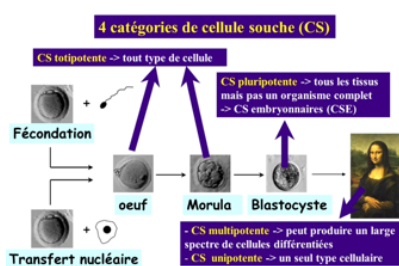 4 catégories de cellule souche (CS)
CS totipotente -> tout type de cellule
CS pluripotente -> tous les tissus
mais pas un organisme complet
-> CS embryonnaires (CSE)
+
Fécondation
oeuf
Morula
Blastocyste
+
Transfert nucléaire
- CS multipotente -> peut produire un large
spectre de cellules différentiées
- CS unipotente -> un seul type cellulaire